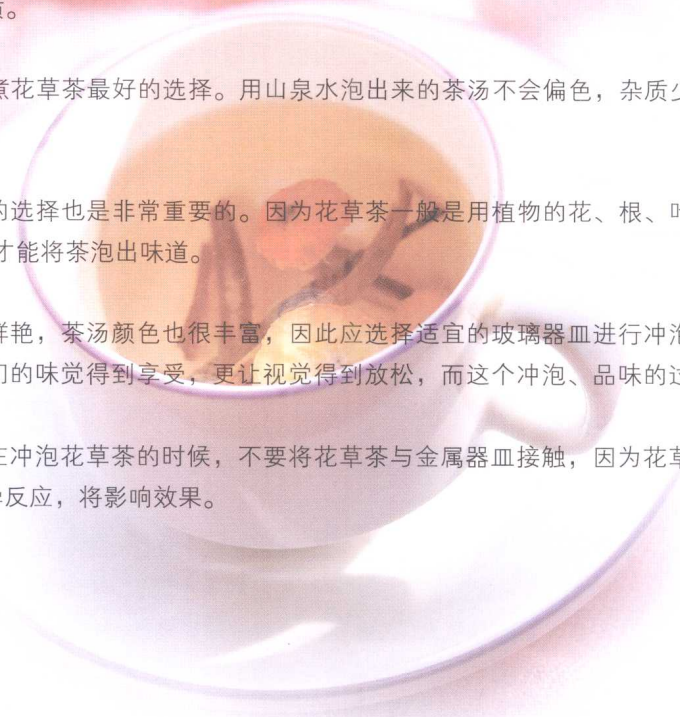 煮花草茶最好的选择。用山泉水泡出来的茶汤不会偏色，杂质少
的选择也是非常重要的。因为花草茶一般是用植物的花、根、叶
才能将茶泡出味道。
鲜艳，茶汤颜色也很丰富，因此应选择适宜的玻璃器皿进行冲泡
们的味觉得到享受，更让视觉得到放松，而这个冲泡、品味的过
在冲泡花草茶的时候，不要将花草茶与金属器皿接触，因为花草
反应，将影响效果。